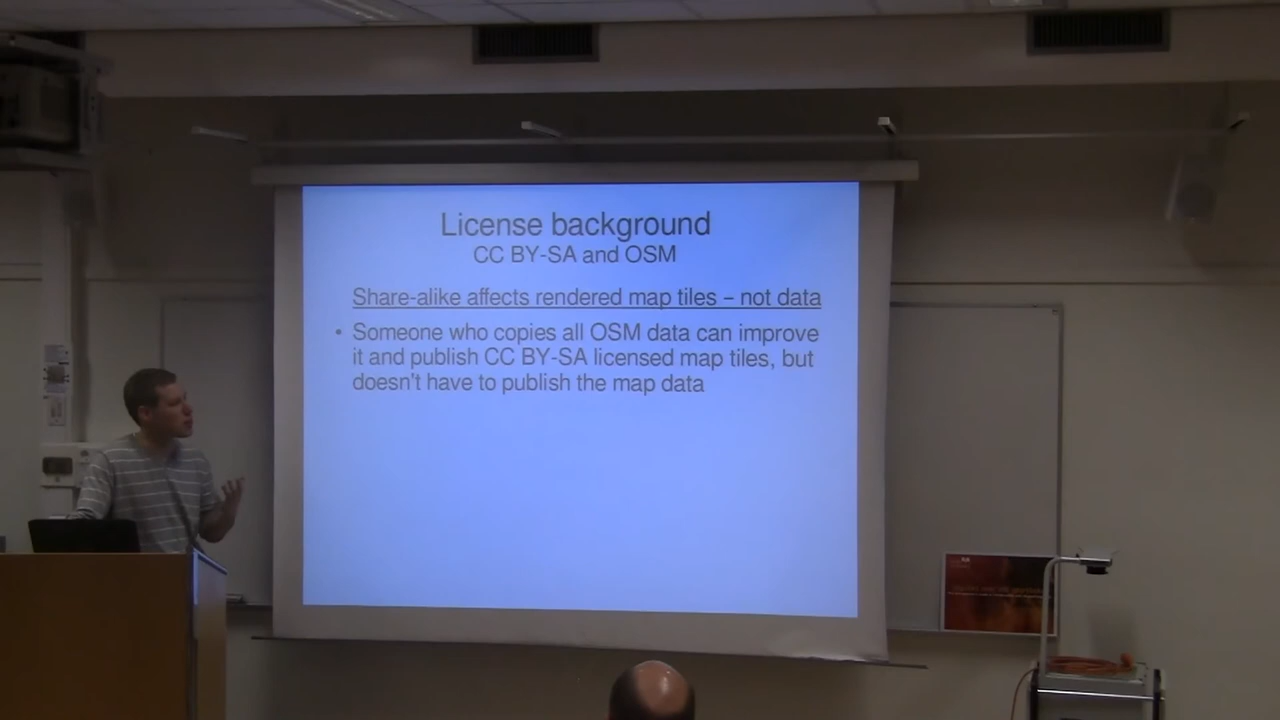 License background
CC BY-SA and OSM
Share-alike affects rendered map tiles – not data
• Someone who copies all OSM data can improve
it and publish CC BY-SA licensed map tiles, but
doesn't have to publish the map data